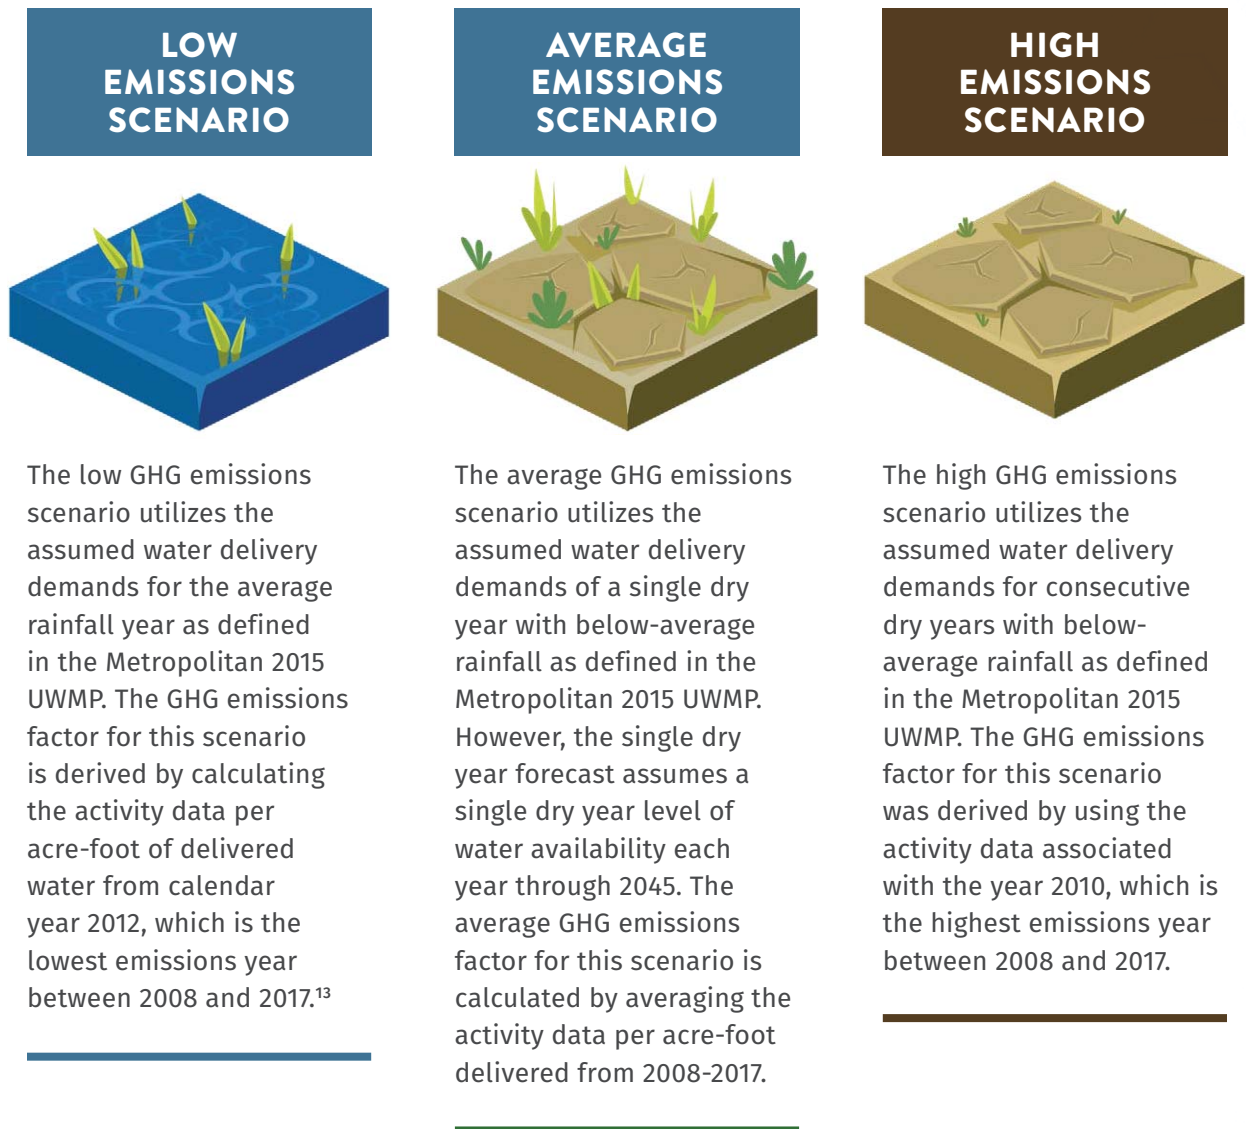 LOW
EMISSIONS
SCENARIO
The low GHG emissions
scenario utilizes the
assumed water delivery
demands for the average
rainfall year as defined
in the Metropolitan 2015
UWMP. The GHG emissions
factor for this scenario
is derived by calculating
the activity data per
acre-foot of delivered
water from calendar
year 2012, which is the
lowest emissions year
between 2008 and 2017.¹³
AVERAGE
EMISSIONS
SCENARIO
The average GHG emissions
scenario utilizes the
assumed water delivery
demands of a single dry
year with below-average
rainfall as defined in the
Metropolitan 2015 UWMP.
However, the single dry
year forecast assumes a
single dry year level of
water availability each
year through 2045. The
average GHG emissions
factor for this scenario is
calculated by averaging the
activity data per acre-foot
delivered from 2008-2017.
HIGH
EMISSIONS
SCENARIO
The high GHG emissions
scenario utilizes the
assumed water delivery
demands for consecutive
dry years with below-
average rainfall as defined
in the Metropolitan 2015
UWMP. The GHG emissions
factor for this scenario
was derived by using the
activity data associated
with the year 2010, which is
the highest emissions year
between 2008 and 2017.